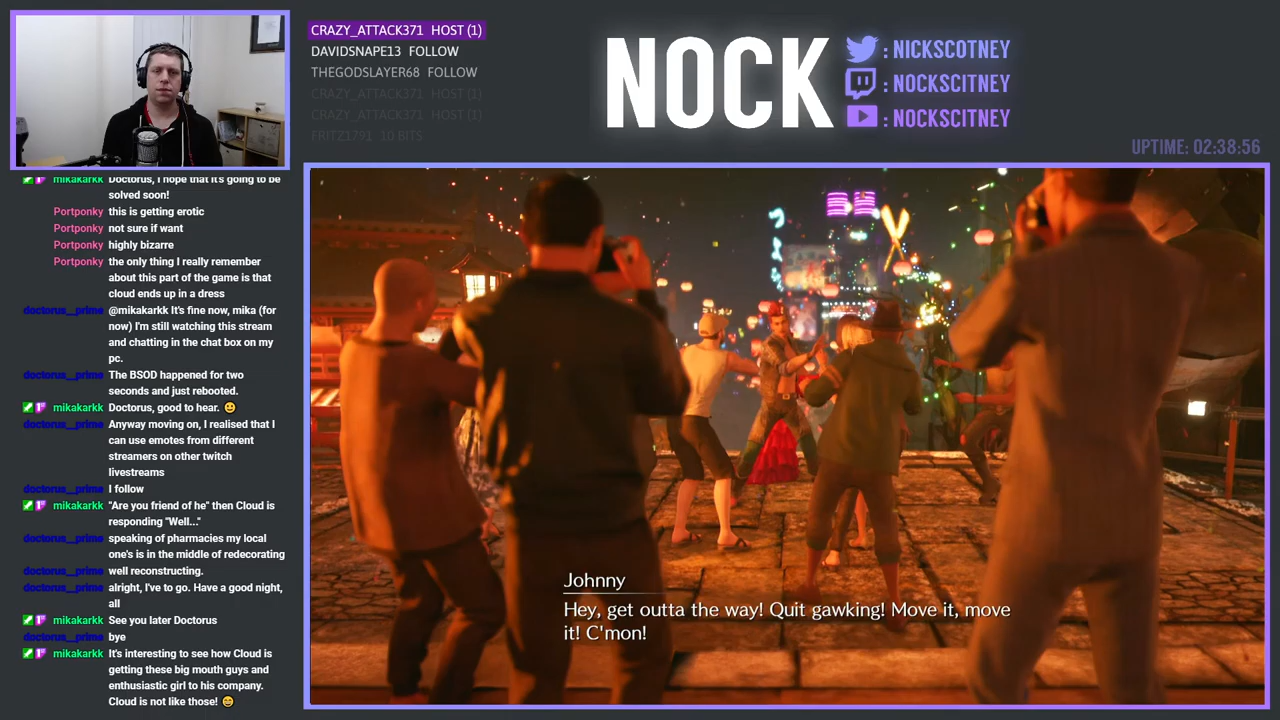 CRAZY_ATTACK371 HOST (1)
DAVIDSNAPE13 FOLLOW
THEGODSLAYER68 FOLLOW
CRAZY_ATTACK371 HOST (1)
CRAZY_ATTACK371 HOST (1)
FRITZ1791 10 BITS
NOCK
: NICKSCOTNEY
: NOCKSCITNEY
: NOCKSCITNEY
UPTIME: 02:38:56
mikakarkk Doctorus, I hope that it's going to be
solved soon!
Portponky this is getting erotic
Portponky not sure if want
Portponky highly bizarre
Portponky the only thing I really remember
about this part of the game is that
cloud ends up in a dress
doctorus__prime @mikakarkk It's fine now, mika (for
now) I'm still watching this stream
and chatting in the chat box on my
pc.
doctorus__prime The BSOD happened for two
seconds and just rebooted.
mikakarkk Doctorus, good to hear. 🙂
doctorus__prime Anyway moving on, I realised that I
can use emotes from different
streamers on other twitch
livestreams
doctorus__prime I follow
mikakarkk "Are you friend of he" then Cloud is
responding "Well..."
doctorus__prime speaking of pharmacies my local
one's is in the middle of redecorating
doctorus__prime well reconstructing.
doctorus__prime alright, I've to go. Have a good night,
all
mikakarkk See you later Doctorus
doctorus__prime bye
mikakarkk It's interesting to see how Cloud is
getting these big mouth guys and
enthusiastic girl to his company.
Cloud is not like those! 😄
Johnny
Hey, get outta the way! Quit gawking! Move it, move
it! C'mon!